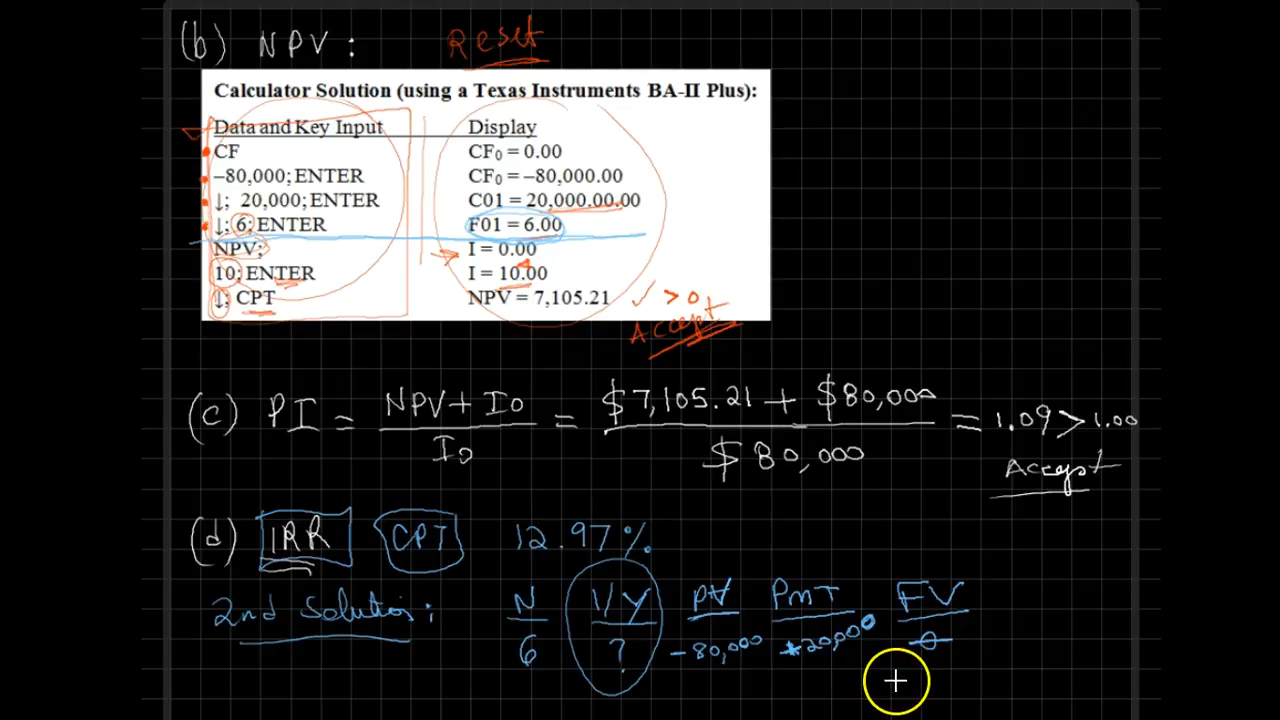 (b) NPV : Reset
Calculator Solution (using a Texas Instruments BA-II Plus):
Data and Key Input Display
CF CF0 = 0.00
–80,000; ENTER CF0 = –80,000.00
↓; 20,000; ENTER C01 = 20,000.00.00
↓; 6; ENTER F01 = 6.00
NPV; I = 0.00
10; ENTER I = 10.00
↓; CPT NPV = 7,105.21 ✓ >0
Accept
(c) PI = NPV + I0 / I0 = $7,105.21 + $80,000 / $80,000 = 1.09 > 1.00
Accept
(d) IRR CPT 12.97%
2nd Solution: N I/Y PV PMT FV
6 ? -80,000 +20,000 0